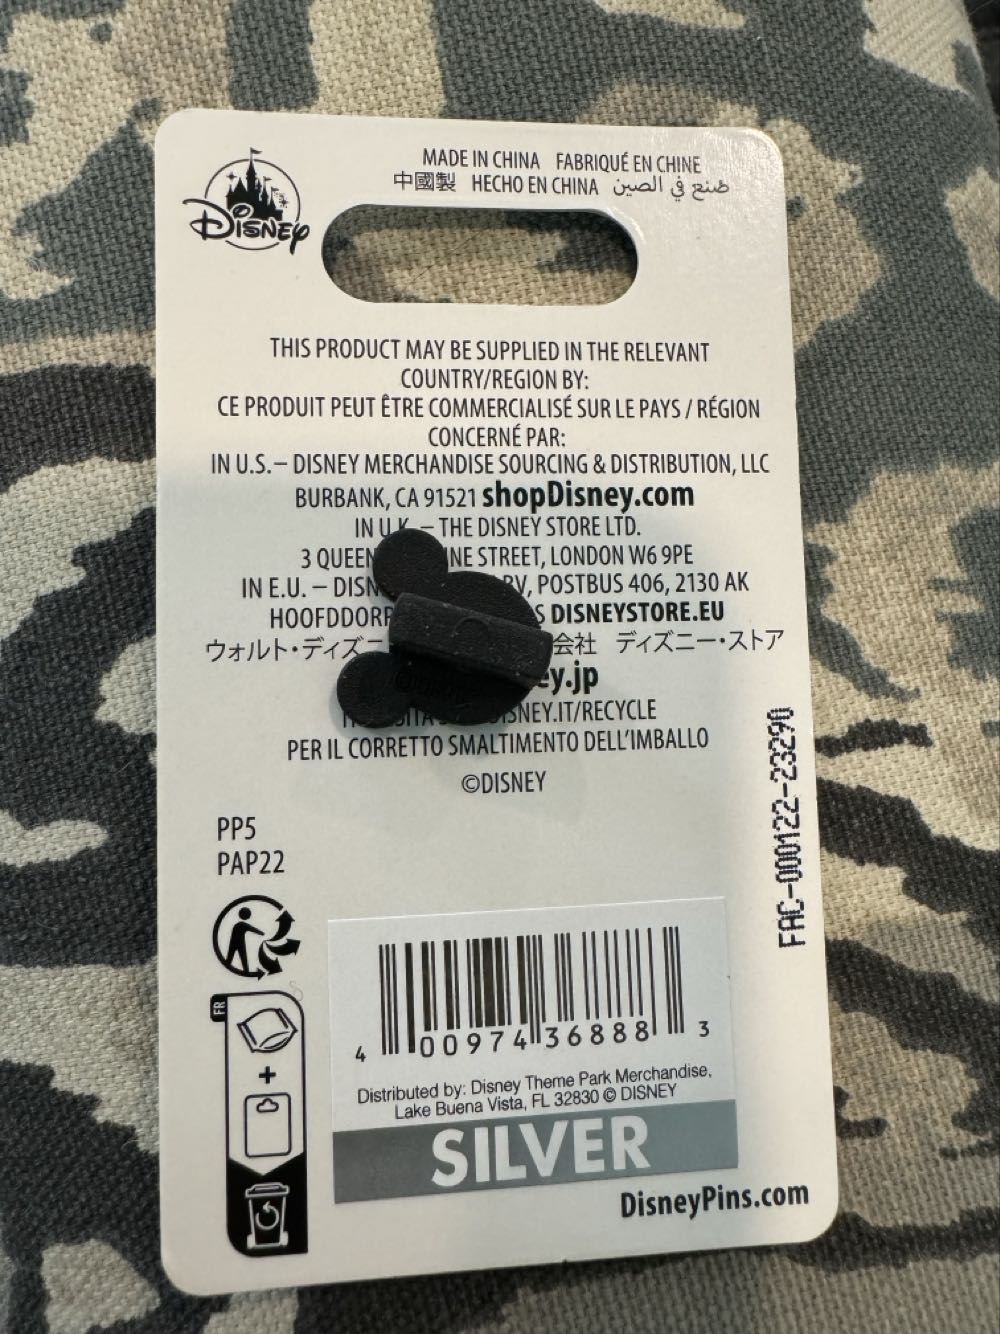 Disney
MADE IN CHINA FABRIQUÉ EN CHINE
中國製 HECHO EN CHINA صنع في الصين
THIS PRODUCT MAY BE SUPPLIED IN THE RELEVANT
COUNTRY/REGION BY:
CE PRODUIT PEUT ÊTRE COMMERCIALISÉ SUR LE PAYS / RÉGION
CONCERNÉ PAR:
IN U.S.– DISNEY MERCHANDISE SOURCING & DISTRIBUTION, LLC
BURBANK, CA 91521 shopDisney.com
IN U.K. – THE DISNEY STORE LTD.
3 QUEEN STREET, LONDON W6 9PE
IN E.U. – BV, POSTBUS 406, 2130 AK
DISNEYSTORE.EU
ウォルト・ディズ 会社 ディズニー・ストア
ey.jp
ISNEY.IT/RECYCLE
PER IL CORRETTO SMALTIMENTO DELL'IMBALLO
©DISNEY
PP5
PAP22
FAC-000122-23290
FR
4 00974 36888 3
Distributed by: Disney Theme Park Merchandise,
Lake Buena Vista, FL 32830 © DISNEY
SILVER
DisneyPins.com